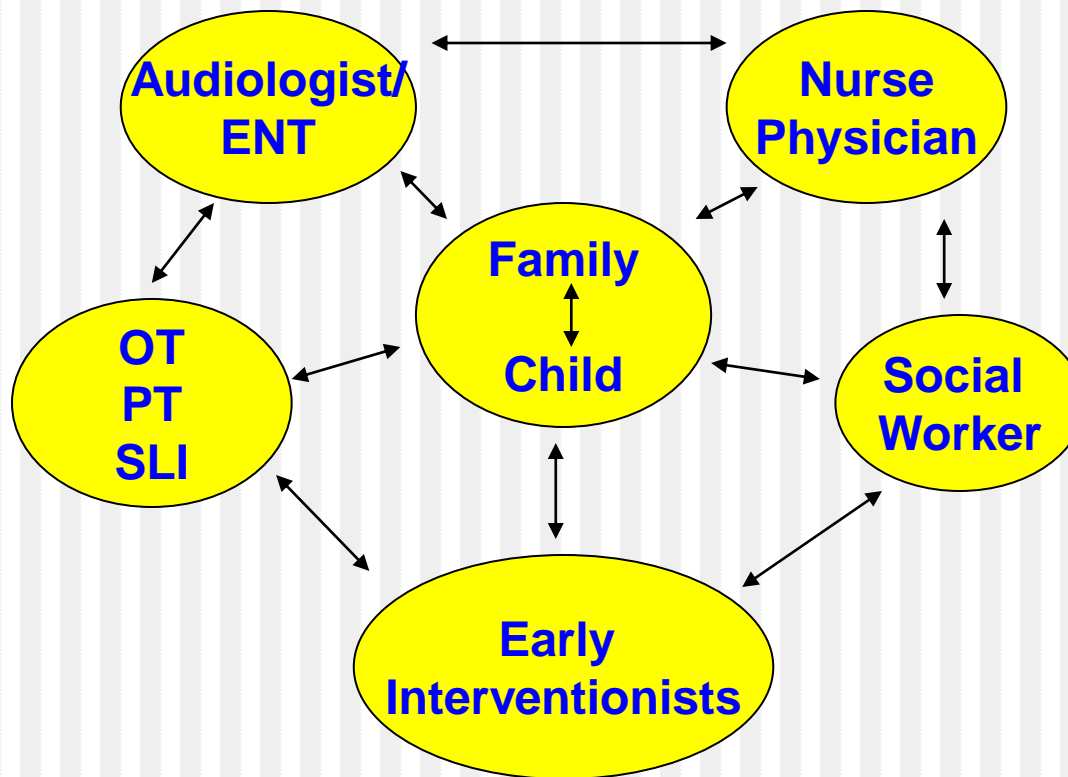 Audiologist/
ENT
Nurse
Physician
Family
Child
OT
PT
SLI
Social
Worker
Early
Interventionists